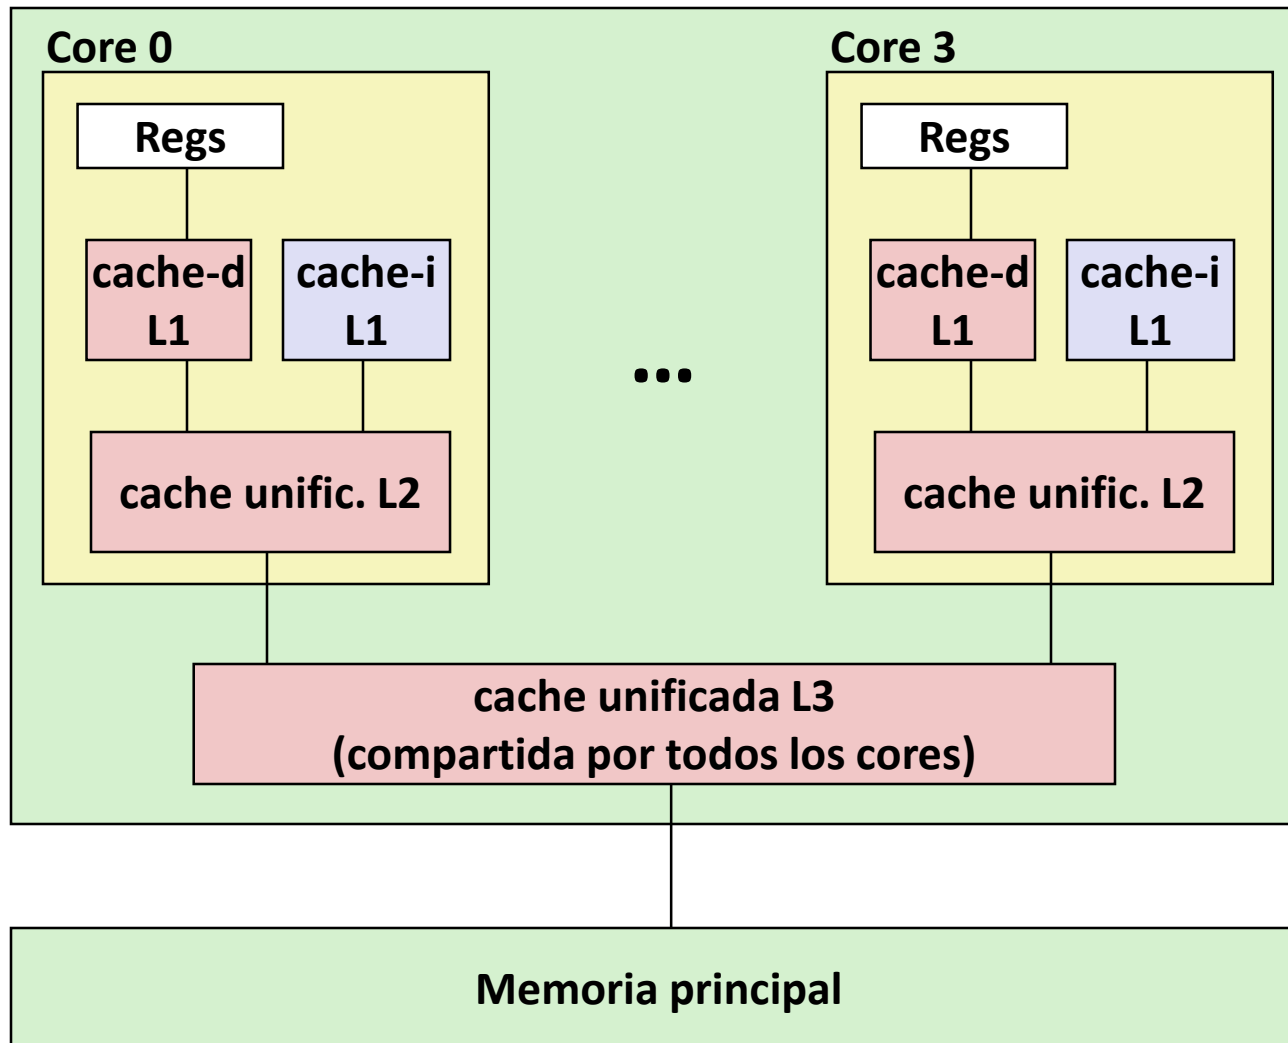 Core 0
Core 3
Regs
Regs
cache-d
L1
cache-i
L1
cache-d
L1
cache-i
L1
...
cache unific. L2
cache unific. L2
cache unificada L3
(compartida por todos los cores)
Memoria principal